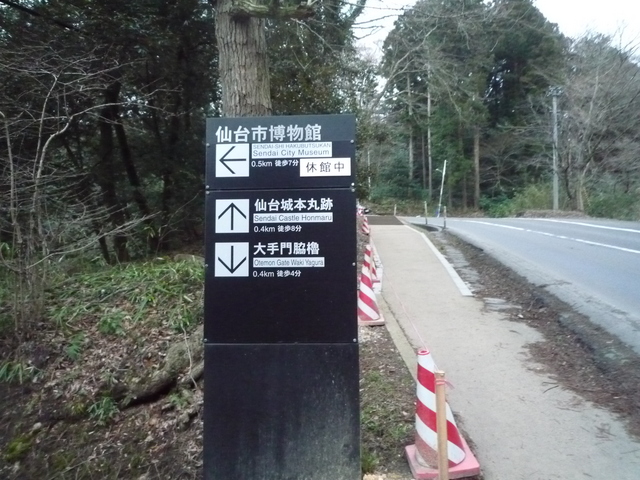 仙台市博物館
SENDAI-SHI HAKUBUTSUKAN
Sendai City Museum
0.5km 徒歩7分
休館中
仙台城本丸跡
Sendai Castle Honmaru
0.4km 徒歩8分
大手門脇櫓
Otemon Gate Waki Yagura
0.4km 徒歩4分